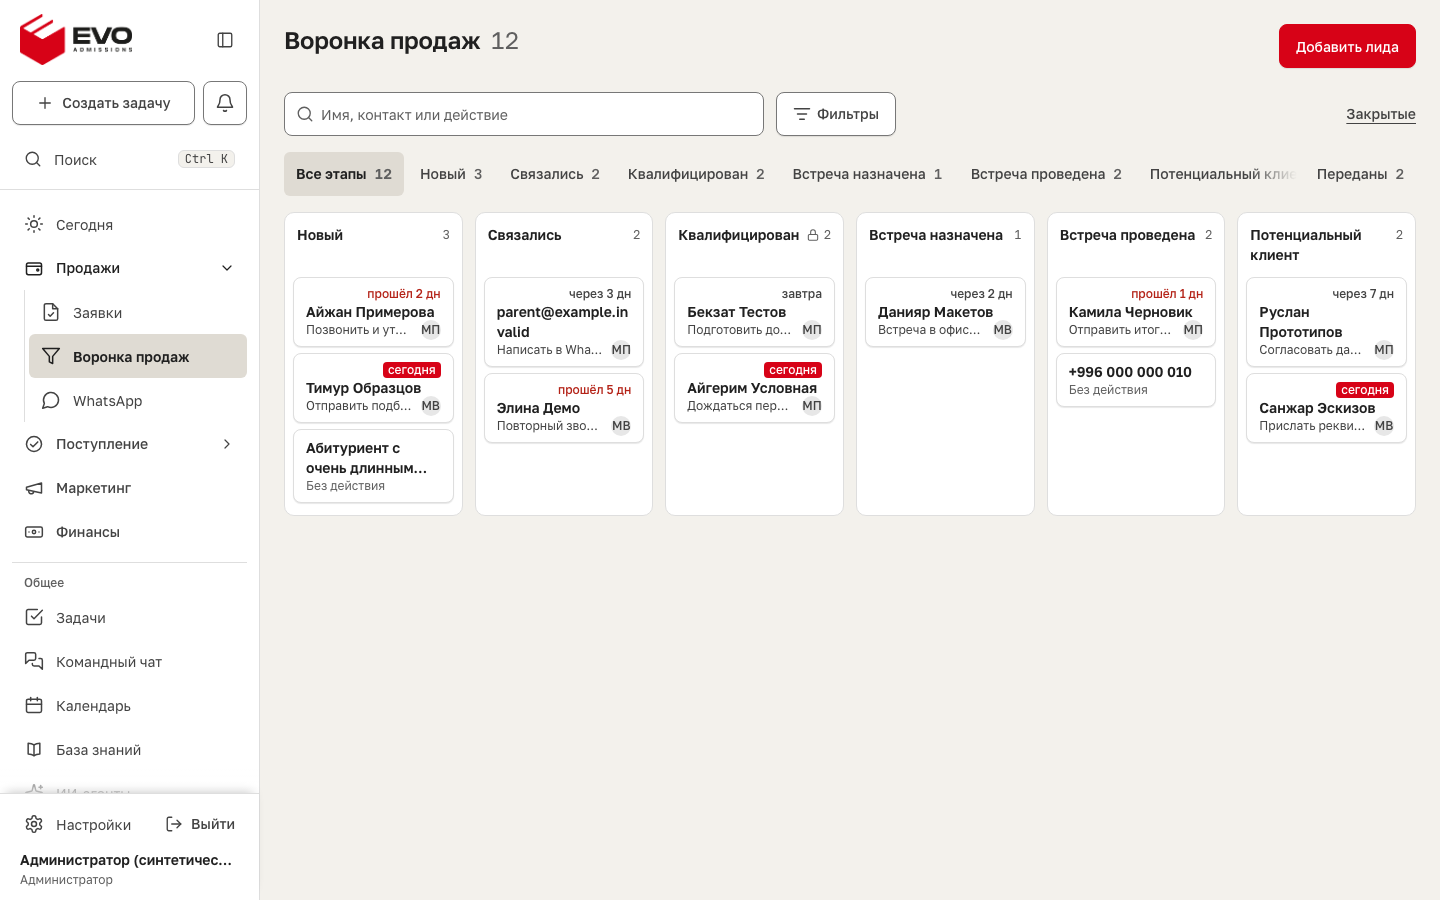 EVO
ADMISSIONS
Создать задачу
Поиск
Ctrl K
Сегодня
Продажи
Заявки
Воронка продаж
WhatsApp
Поступление
Маркетинг
Финансы
Общее
Задачи
Командный чат
Календарь
База знаний
ИИ-агенты
Настройки
Выйти
Администратор (синтетичес…
Администратор
Воронка продаж 12
Добавить лида
Имя, контакт или действие
Фильтры
Закрытые
Все этапы 12
Новый 3
Связались 2
Квалифицирован 2
Встреча назначена 1
Встреча проведена 2
Потенциальный кли
Переданы 2
Новый 3
прошёл 2 дн
Айжан Примерова
Позвонить и ут… МП
сегодня
Тимур Образцов
Отправить подб… МВ
Абитуриент с
очень длинным…
Без действия
Связались 2
через 3 дн
parent@example.in
valid
Написать в Wha… МП
прошёл 5 дн
Элина Демо
Повторный зво… МВ
Квалифицирован 2
завтра
Бекзат Тестов
Подготовить до… МП
сегодня
Айгерим Условная
Дождаться пер… МП
Встреча назначена 1
через 2 дн
Данияр Макетов
Встреча в офис… МВ
Встреча проведена 2
прошёл 1 дн
Камила Черновик
Отправить итог… МП
+996 000 000 010
Без действия
Потенциальный
клиент
2
через 7 дн
Руслан
Прототипов
Согласовать да… МП
сегодня
Санжар Эскизов
Прислать рекви… МВ